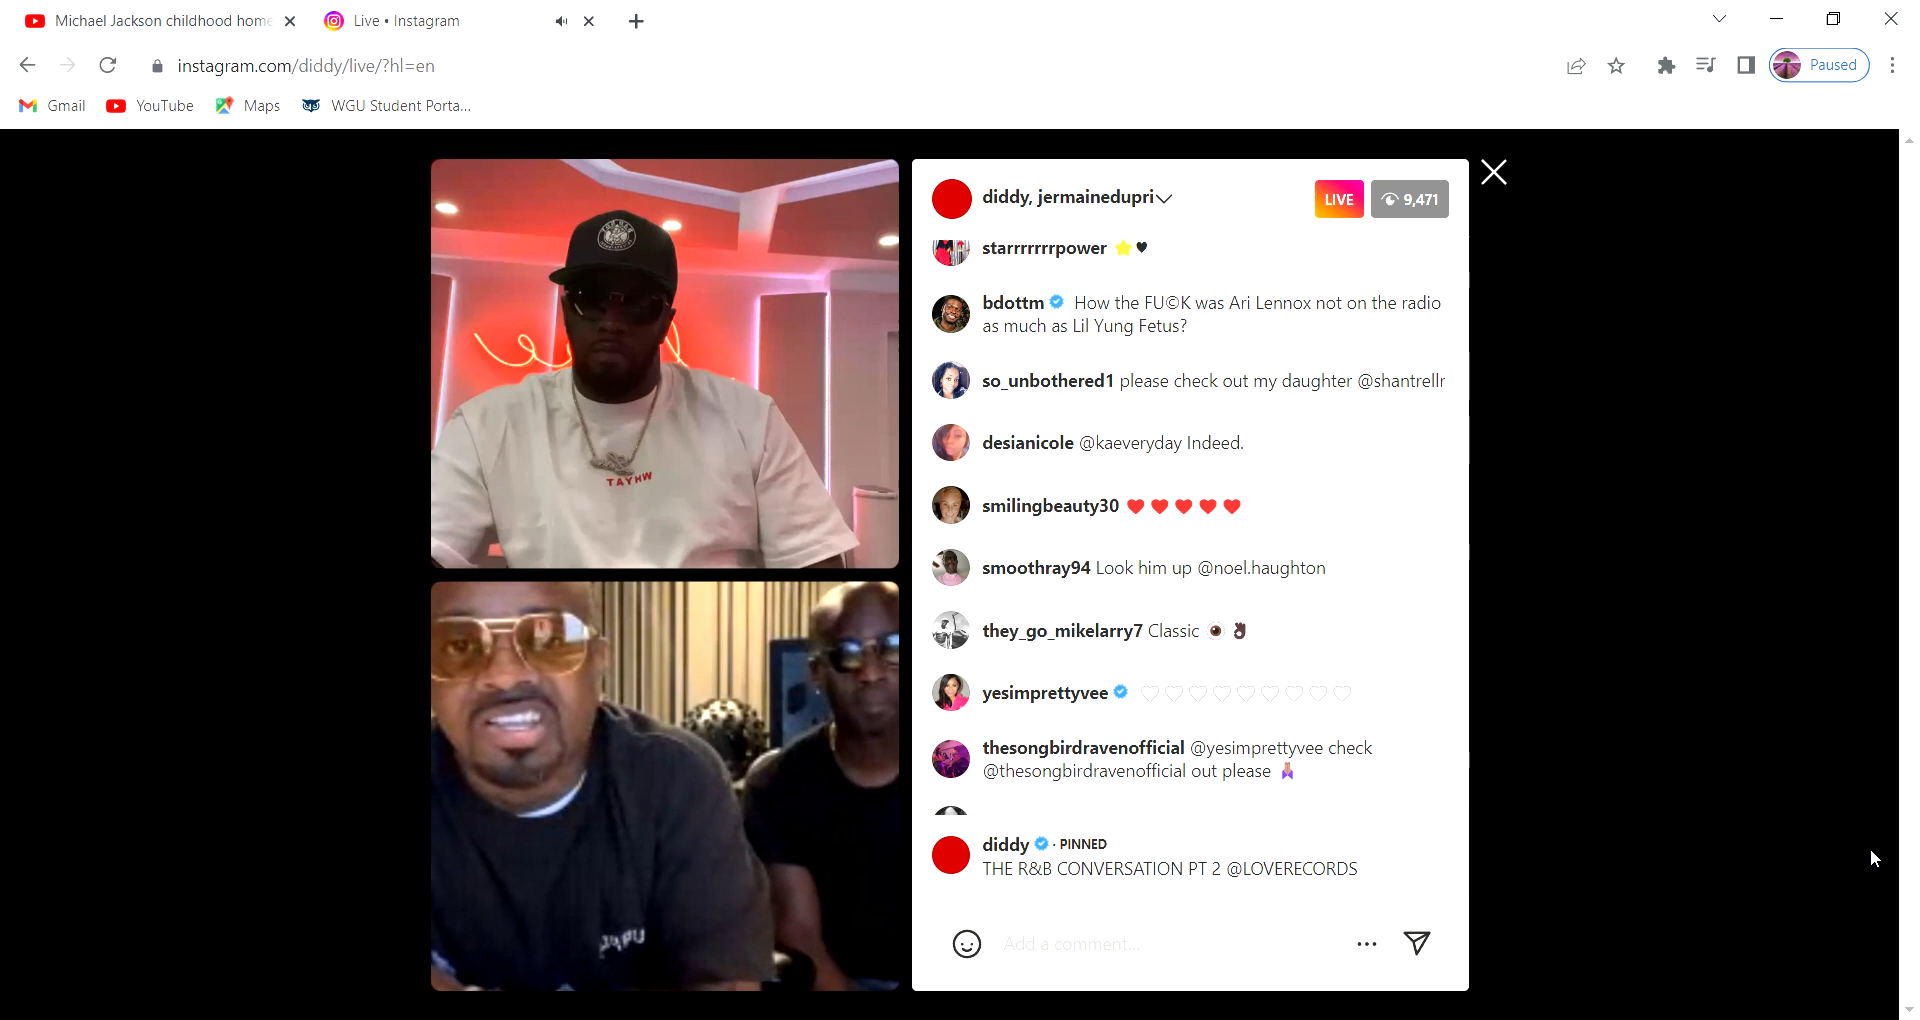 Michael Jackson childhood home
Live • Instagram
instagram.com/diddy/live/?hl=en
Paused
Gmail
YouTube
Maps
WGU Student Porta...
TAYHW
diddy, jermainedupri
LIVE
9,471
starrrrrrrpower ⭐🖤
bdottm How the FU©K was Ari Lennox not on the radio
as much as Lil Yung Fetus?
so_unbothered1 please check out my daughter @shantrellr
desianicole @kaeveryday Indeed.
smilingbeauty30 ❤️❤️❤️❤️❤️
smoothray94 Look him up @noel.haughton
they_go_mikelarry7 Classic
yesimprettyvee 🤍🤍🤍🤍🤍🤍🤍🤍🤍
thesongbirdravenofficial @yesimprettyvee check
@thesongbirdravenofficial out please
diddy · PINNED
THE R&B CONVERSATION PT 2 @LOVERECORDS
Add a comment...